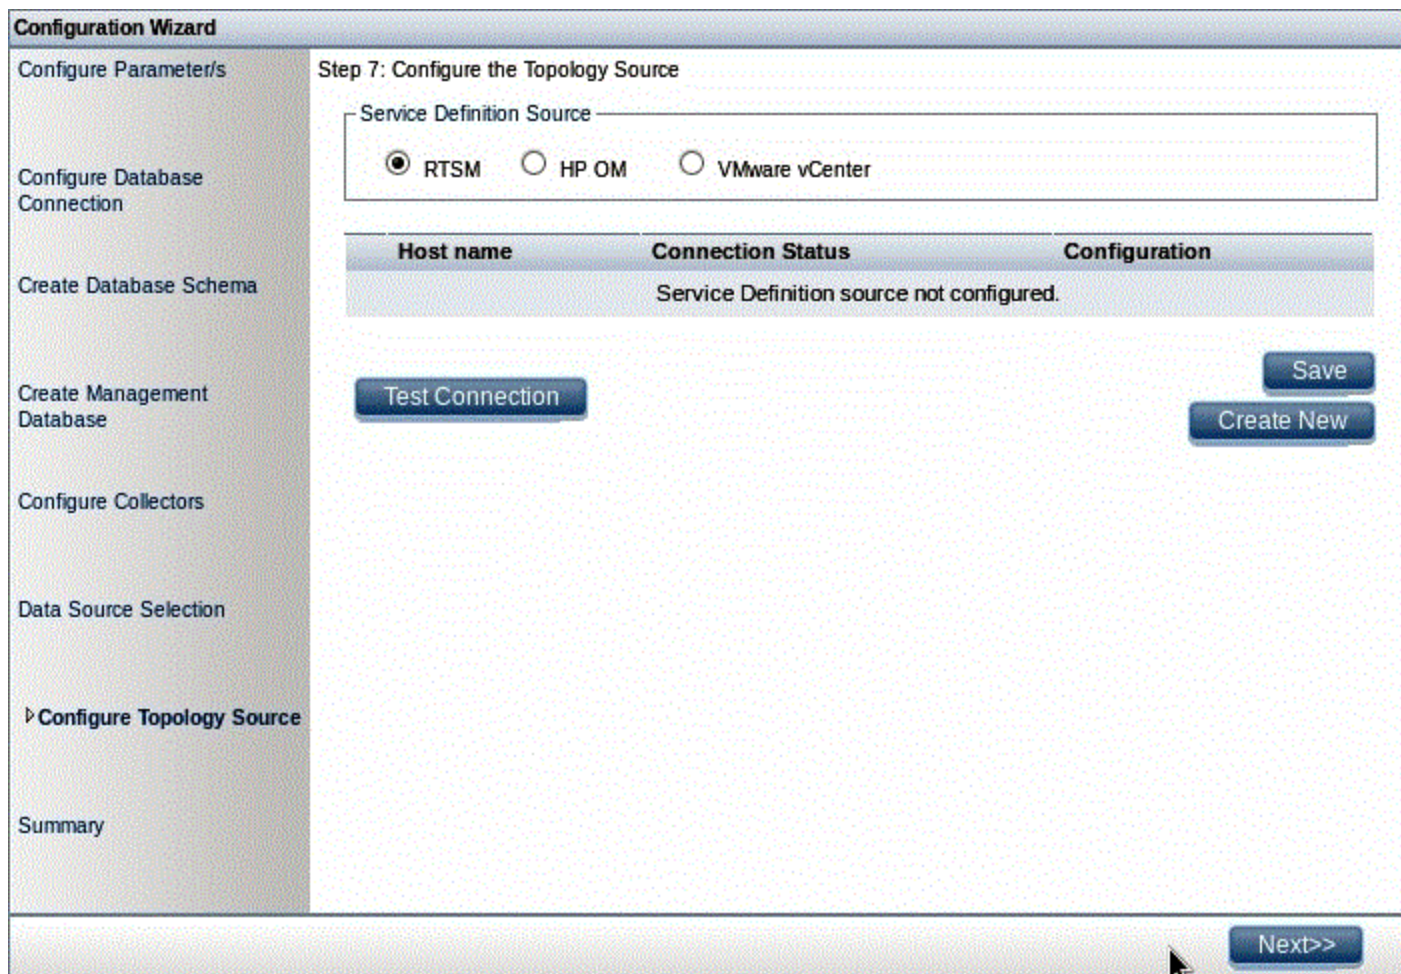 Configuration Wizard
Configure Parameter/s
Configure Database
Connection
Create Database Schema
Create Management
Database
Configure Collectors
Data Source Selection
Configure Topology Source
Summary
Step 7: Configure the Topology Source
Service Definition Source
RTSM HP OM VMware vCenter
Host name Connection Status Configuration
Service Definition source not configured.
Test Connection
Save
Create New
Next>>